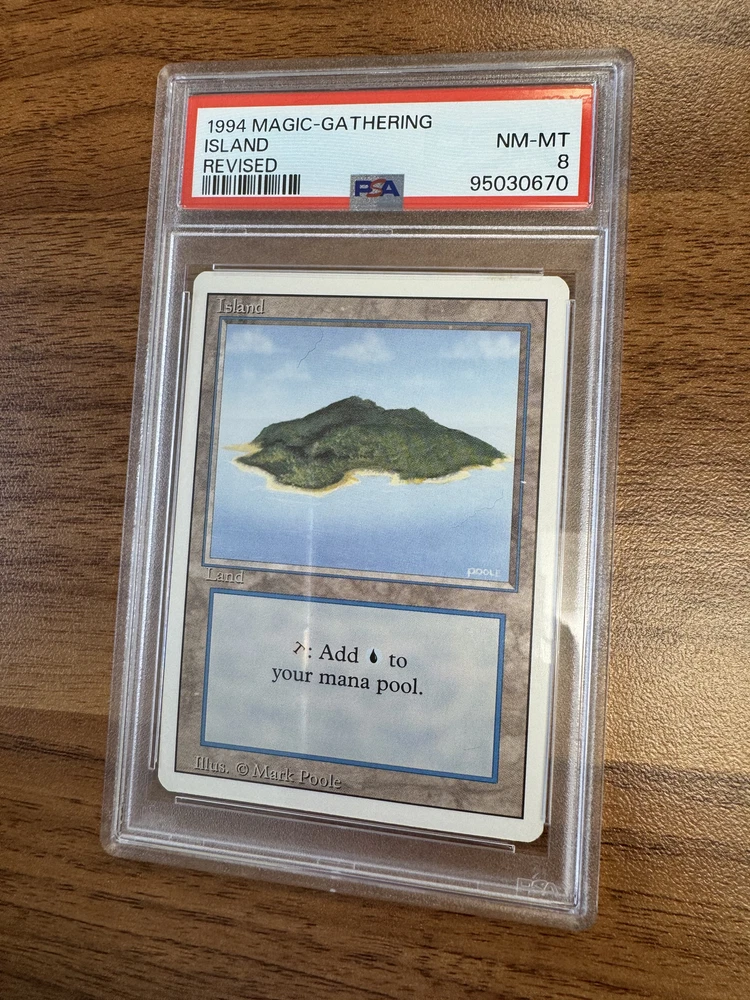 1994 MAGIC-GATHERING
ISLAND
REVISED
NM-MT
8
95030670
PSA
Island
POOLE
Land
T: Add to
your mana pool.
Illus. © Mark Poole
PSA